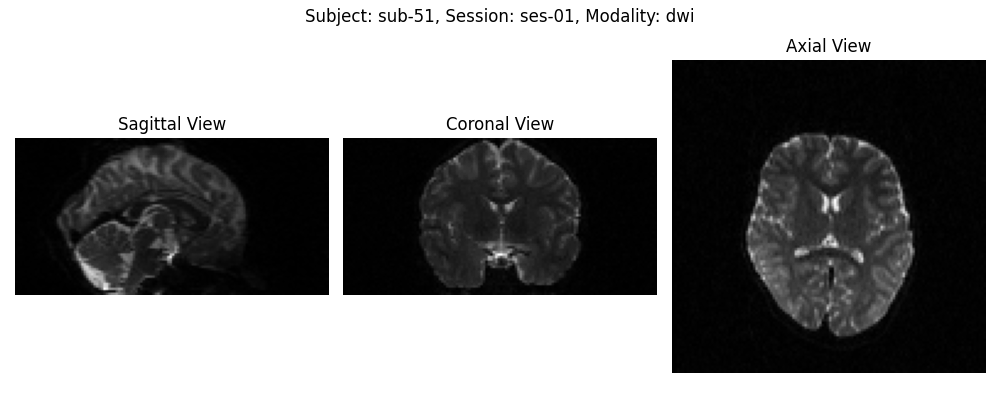 Subject: sub-51, Session: ses-01, Modality: dwi
Sagittal View
Coronal View
Axial View